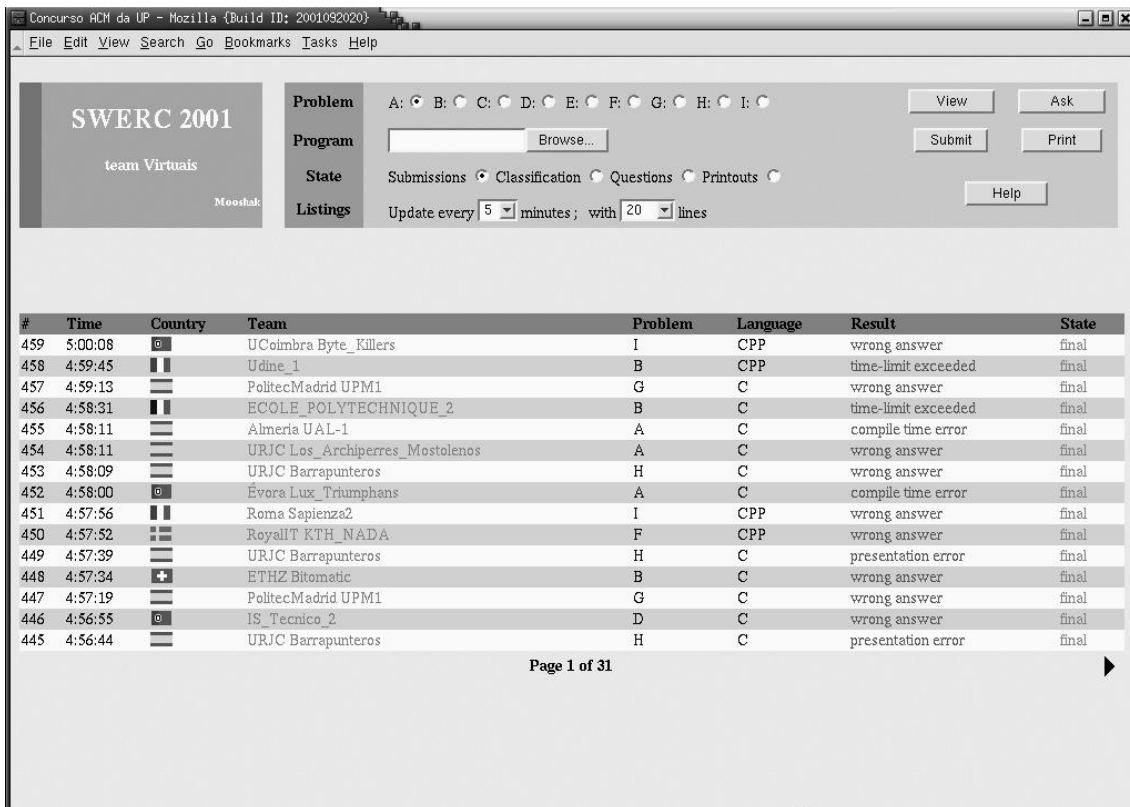 Concurso ACM da UP - Mozilla {Build ID: 2001092020}
File Edit View Search Go Bookmarks Tasks Help
SWERC 2001
team Virtuais
Mooshak
Problem A: B: C: D: E: F: G: H: I: View Ask
Program Browse... Submit Print
State Submissions Classification Questions Printouts
Help
Listings Update every 5 minutes ; with 20 lines
# Time Country Team Problem Language Result State
459 5:00:08 UCoimbra Byte_Killers I CPP wrong answer final
458 4:59:45 Udine_1 B CPP time-limit exceeded final
457 4:59:13 PolitecMadrid UPM1 G C wrong answer final
456 4:58:31 ECOLE_POLYTECHNIQUE_2 B C time-limit exceeded final
455 4:58:11 Almeria UAL-1 A C compile time error final
454 4:58:11 URJC Los_Archiperres_Mostolenos A C wrong answer final
453 4:58:09 URJC Barrapunteros H C wrong answer final
452 4:58:00 Évora Lux_Triumphans A C compile time error final
451 4:57:56 Roma Sapienza2 I CPP wrong answer final
450 4:57:52 RoyalIT KTH_NADA F CPP wrong answer final
449 4:57:39 URJC Barrapunteros H C presentation error final
448 4:57:34 ETHZ Bitomatic B C wrong answer final
447 4:57:19 PolitecMadrid UPM1 G C wrong answer final
446 4:56:55 IS_Tecnico_2 D C wrong answer final
445 4:56:44 URJC Barrapunteros H C presentation error final
Page 1 of 31